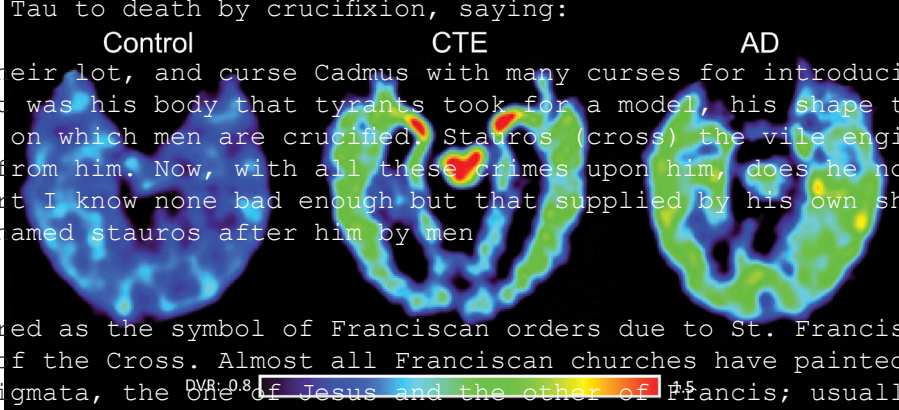 Tau to death by crucifixion, saying:
Control CTE AD
heir lot, and curse Cadmus with many curses for introduci
was his body that tyrants took for a model, his shape t
on which men are crucified. Stauros (cross) the vile engi
from him. Now, with all these crimes upon him, does he no
rt I know none bad enough but that supplied by his own sh
amed stauros after him by men
red as the symbol of Franciscan orders due to St. Francis
of the Cross. Almost all Franciscan churches have painted
igmata, the one of Jesus and the other of Francis; usuall
DVR: 0.8 1.5